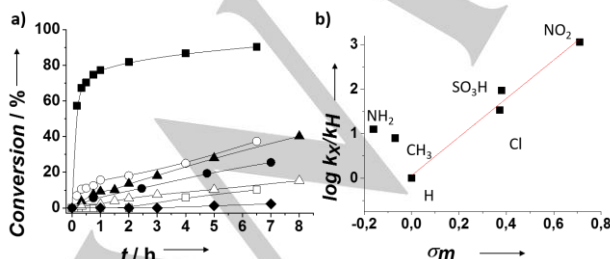 a)
Conversion / %
100
80
60
40
20
0
0 1 2 3 4 5 6 7 8
t / h
b)
log kX/kH
3
2
1
0
NO2
SO3H
NH2
CH3
Cl
H
-0,2 0,0 0,2 0,4 0,6 0,8
σm